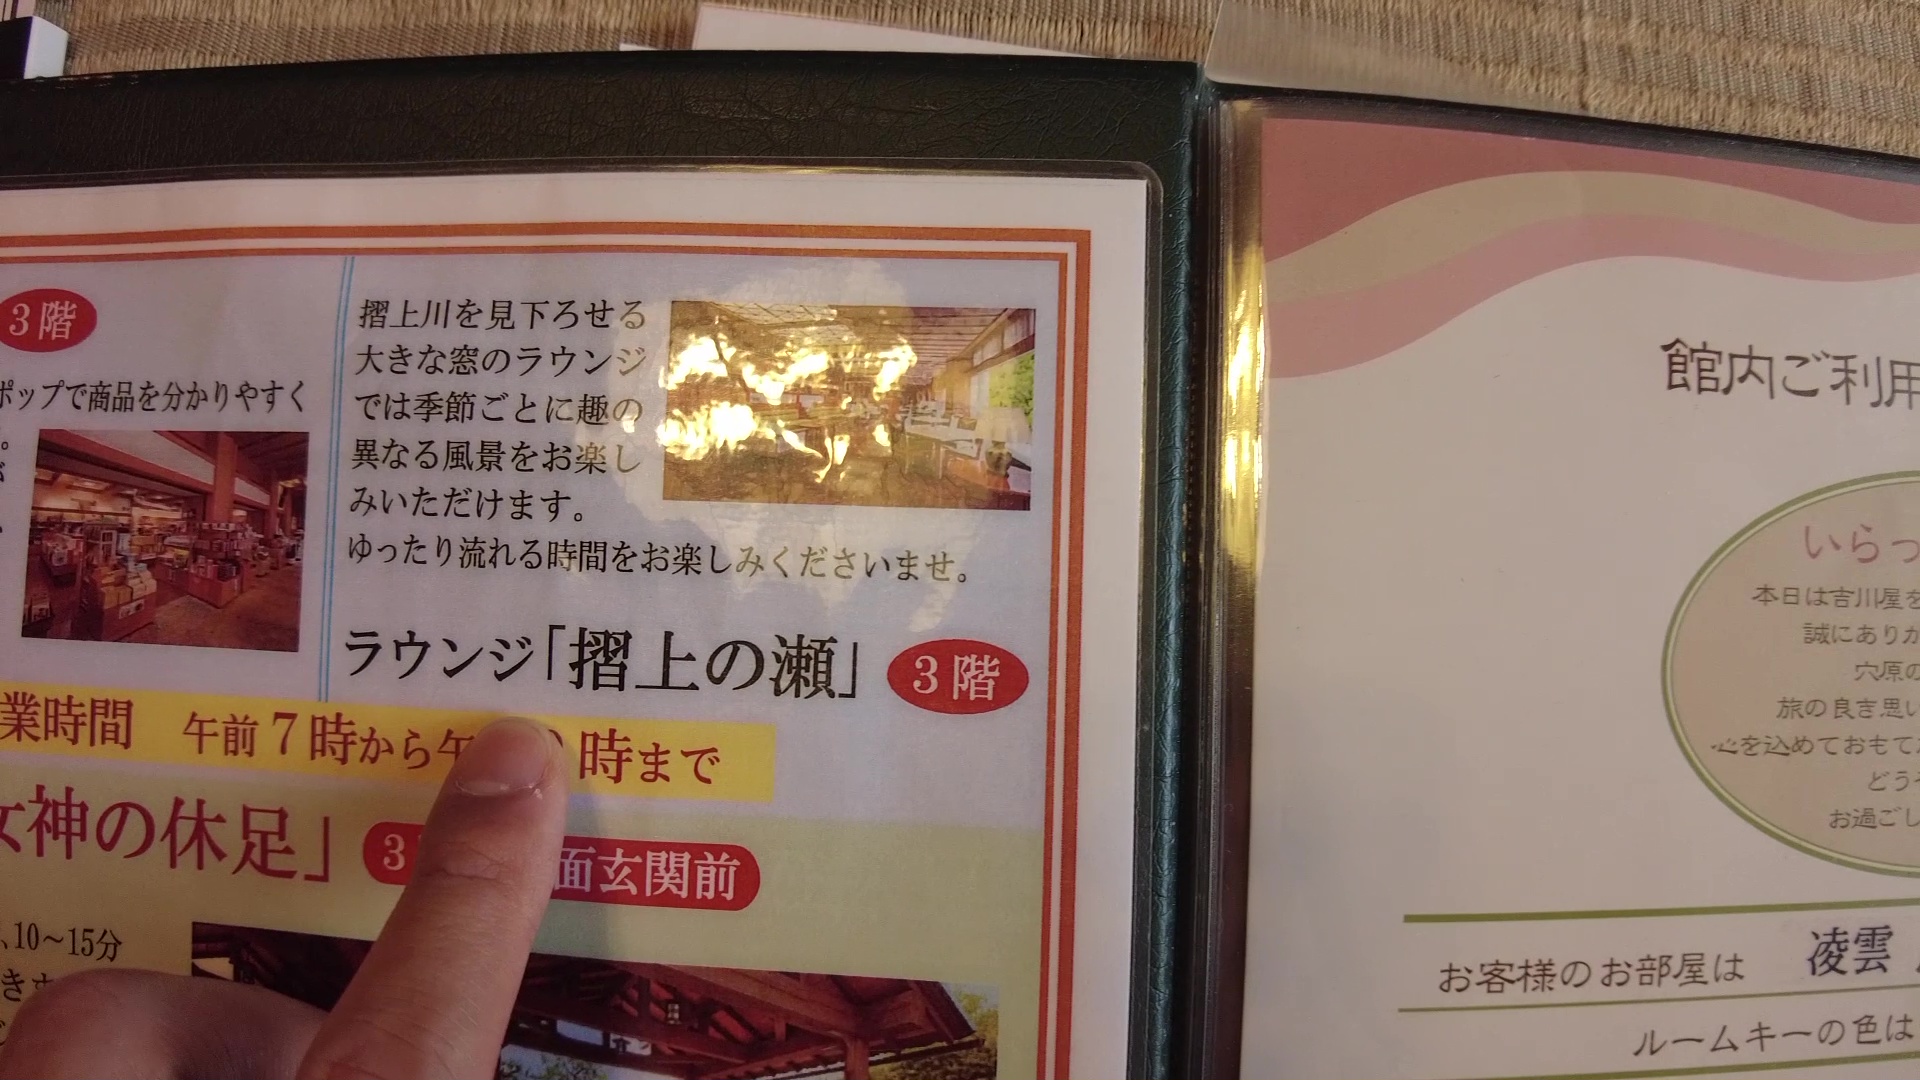 3階
ポップで商品を分かりやすく
摺上川を見下ろせる
大きな窓のラウンジ
では季節ごとに趣の
異なる風景をお楽し
みいただけます。
ゆったり流れる時間をお楽しみくださいませ。
ラウンジ「摺上の瀬」 3階
業時間 午前7時から午 時まで
女神の休足」 3 面玄関前
、10～15分
きま
館内ご利用
いらっ
本日は吉川屋を
誠にありが
穴原の
旅の良き思い
心を込めておもて
どうぞ
お過ごし
お客様のお部屋は 凌雲
ルームキーの色は